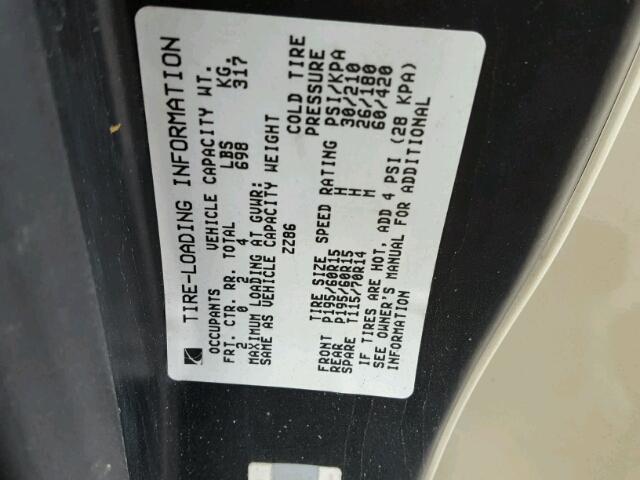 TIRE-LOADING INFORMATION
OCCUPANTS VEHICLE CAPACITY WT.
FRT. CTR. RR. TOTAL LBS KG.
2 0 2 4 698 317
MAXIMUM LOADING AT GVWR:
SAME AS VEHICLE CAPACITY WEIGHT
ZZ86
COLD TIRE
PRESSURE
TIRE SIZE SPEED RATING PSI/KPA
FRONT P195/60R15 H 30/210
REAR P195/60R15 H 26/180
SPARE T115/70R14 M 60/420
IF TIRES ARE HOT, ADD 4 PSI (28 KPA)
SEE OWNER'S MANUAL FOR ADDITIONAL
INFORMATION